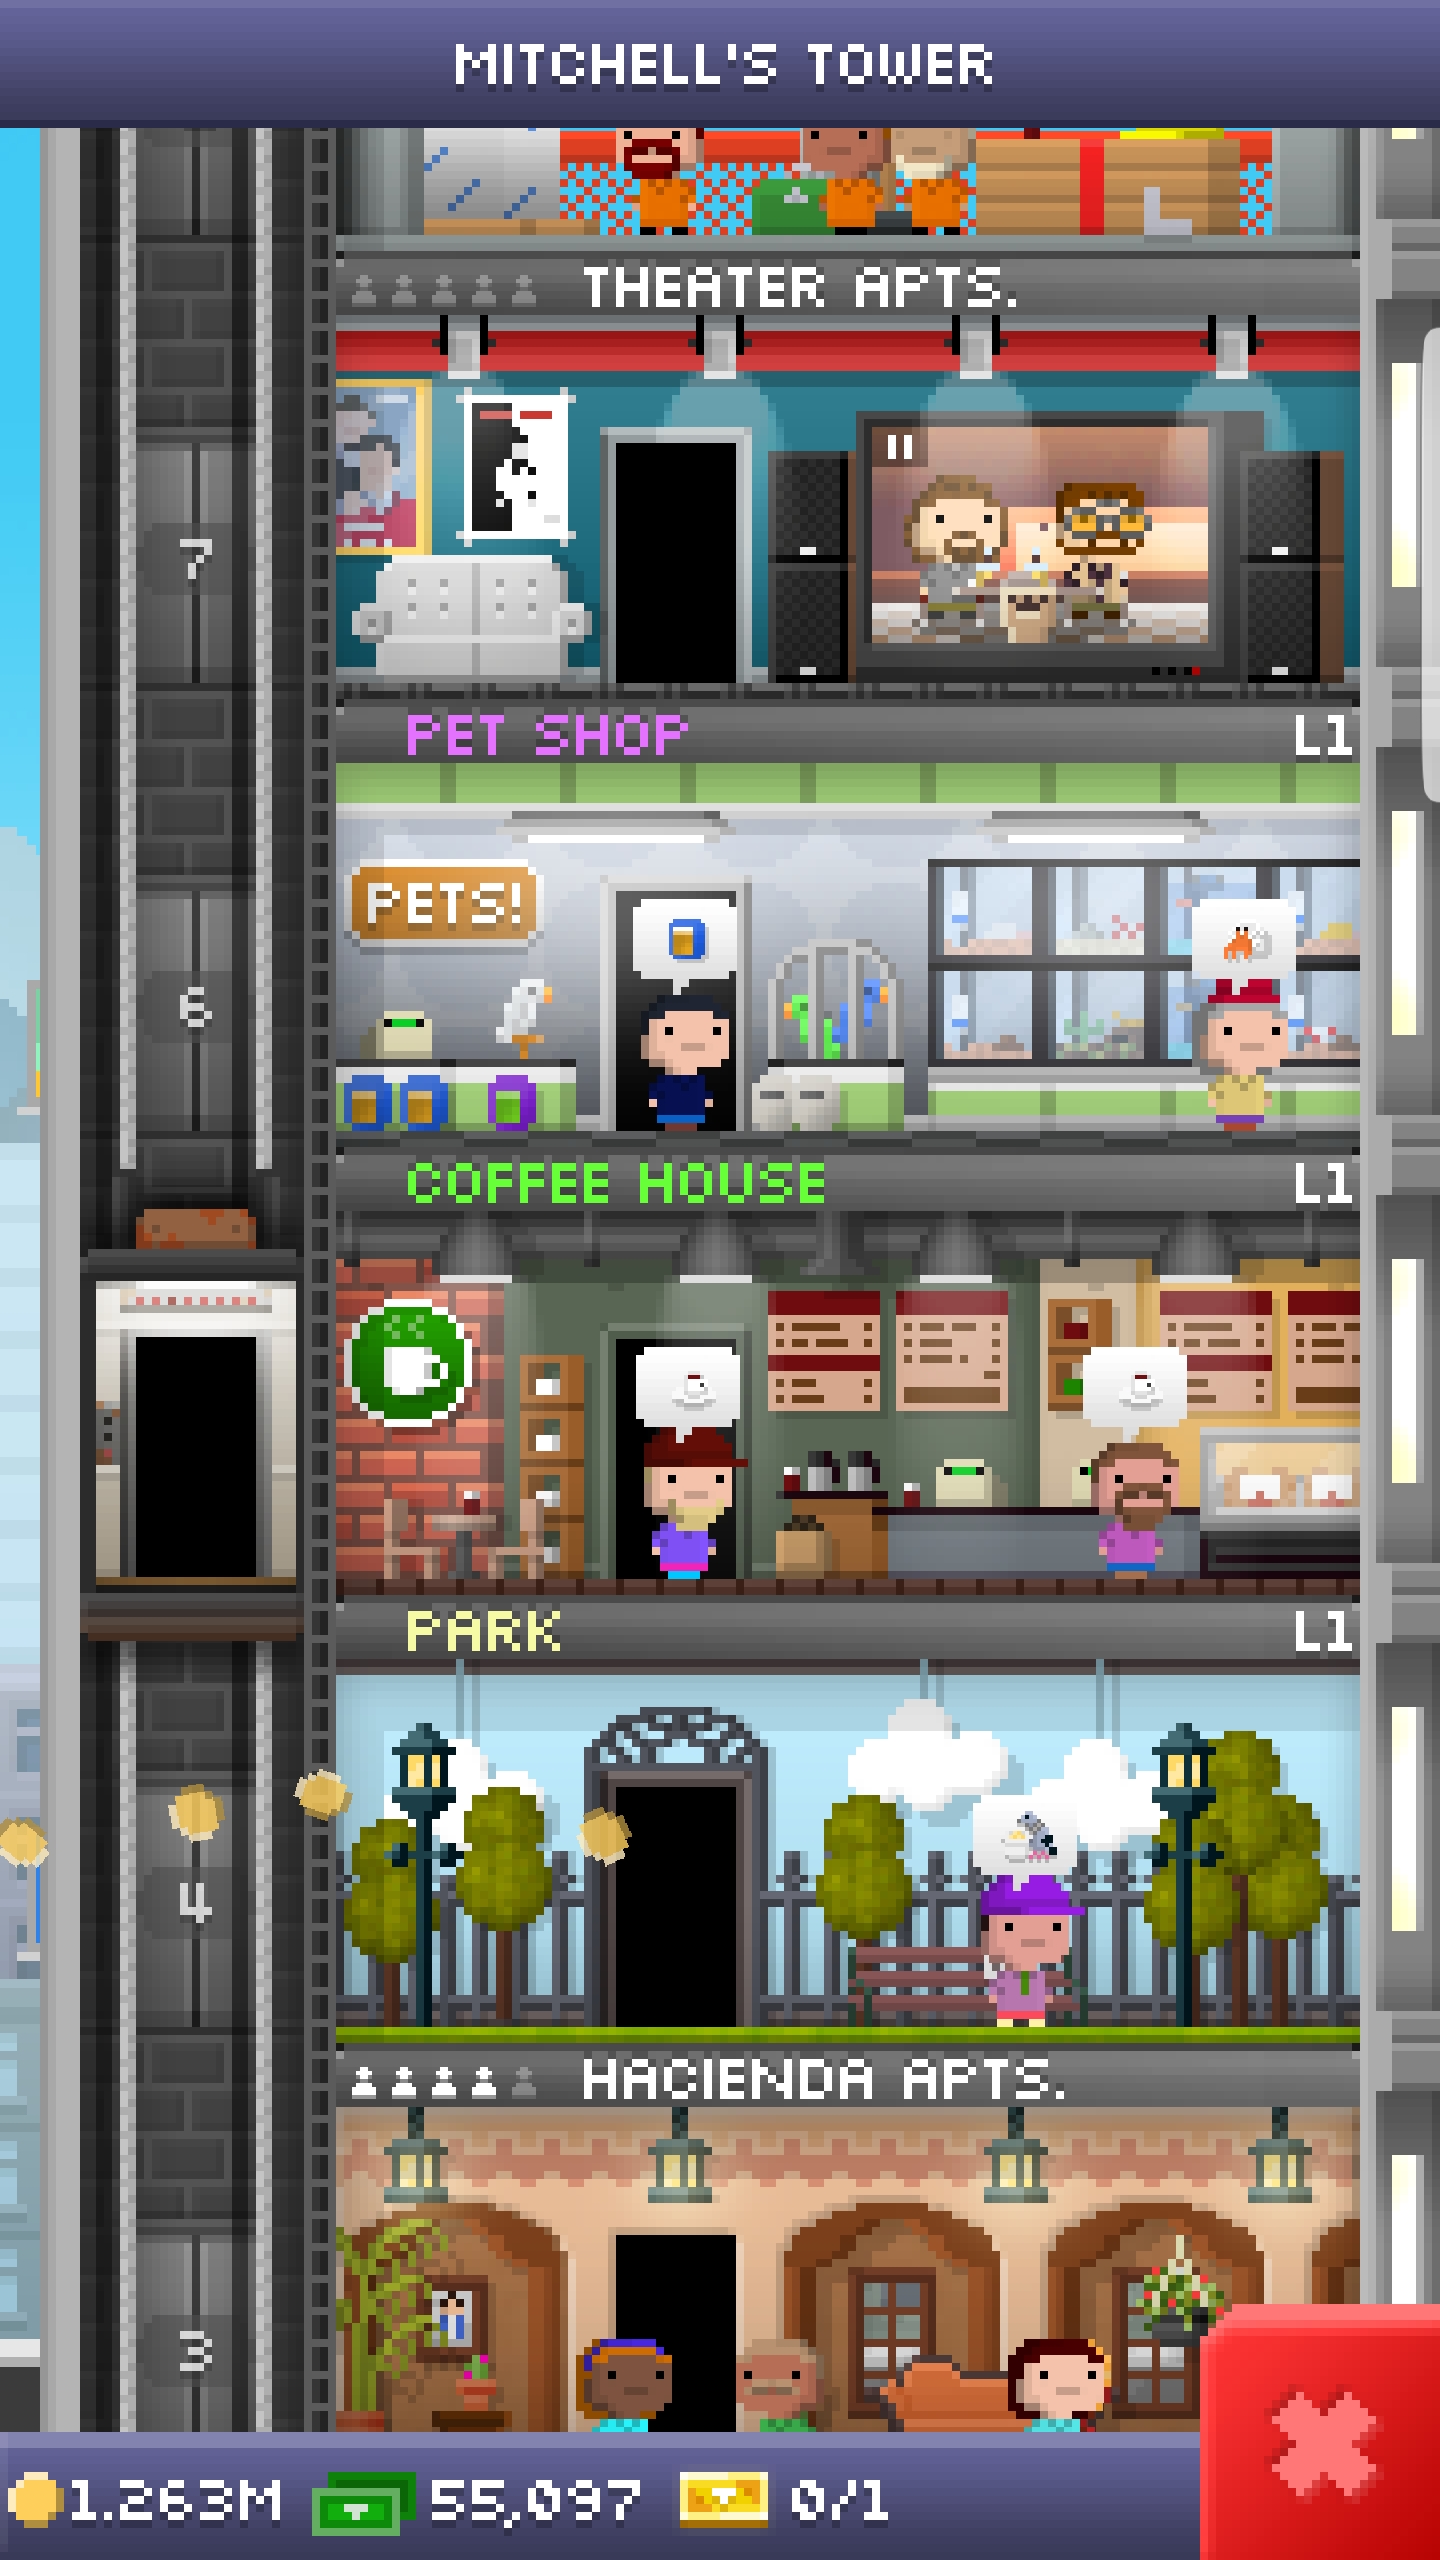 MITCHELL'S TOWER
THEATER APTS.
7
PET SHOP L1
PETS!
6
COFFEE HOUSE L1
PARK L1
4
HACIENDA APTS.
3
1.263M 55,097 0/1